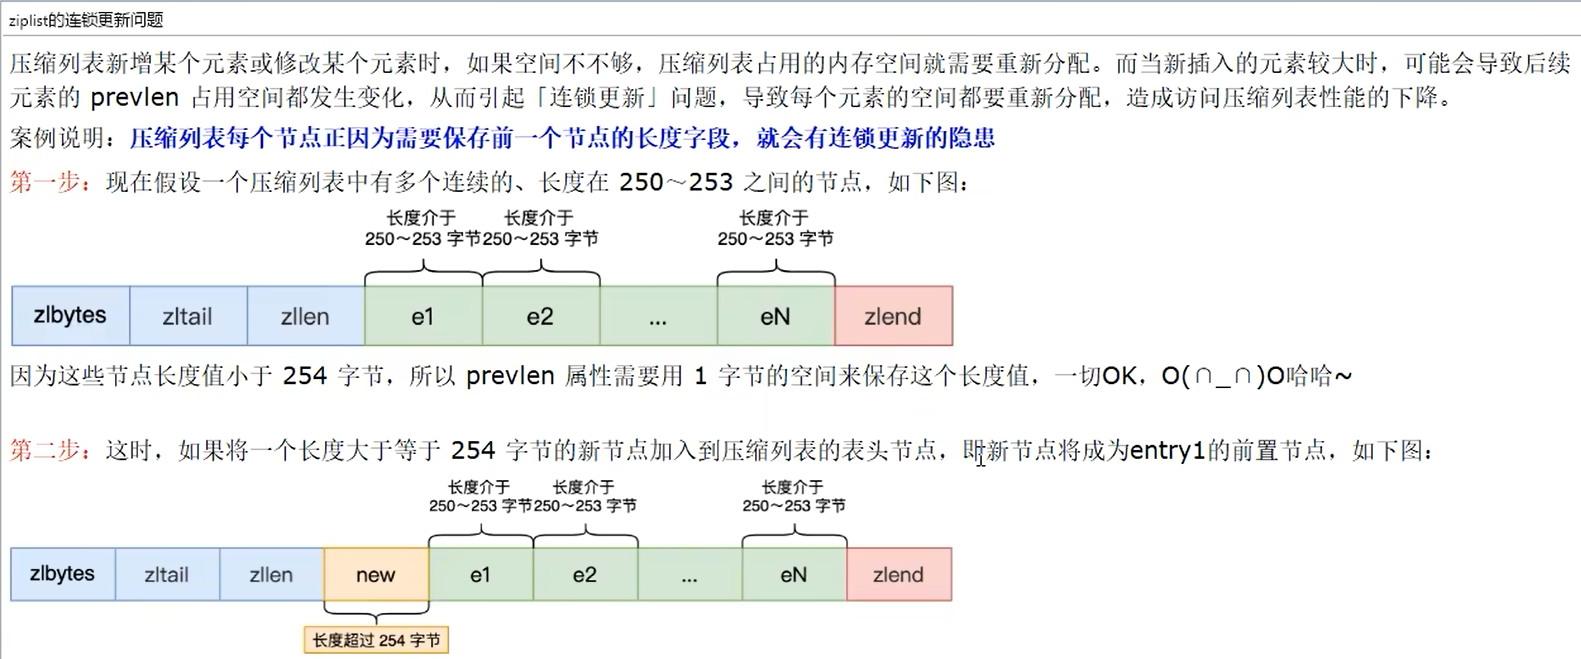 ziplist的连锁更新问题
压缩列表新增某个元素或修改某个元素时，如果空间不不够，压缩列表占用的内存空间就需要重新分配。而当新插入的元素较大时，可能会导致后续
元素的 prevlen 占用空间都发生变化，从而引起「连锁更新」问题，导致每个元素的空间都要重新分配，造成访问压缩列表性能的下降。
案例说明：压缩列表每个节点正因为需要保存前一个节点的长度字段，就会有连锁更新的隐患
第一步：现在假设一个压缩列表中有多个连续的、长度在 250～253 之间的节点，如下图：
长度介于 长度介于 长度介于
250～253 字节 250～253 字节 250～253 字节
zlbytes zltail zllen e1 e2 ... eN zlend
因为这些节点长度值小于 254 字节，所以 prevlen 属性需要用 1 字节的空间来保存这个长度值，一切OK，O(∩_∩)O哈哈~
第二步：这时，如果将一个长度大于等于 254 字节的新节点加入到压缩列表的表头节点，即新节点将成为entry1的前置节点，如下图：
长度介于 长度介于 长度介于
250～253 字节 250～253 字节 250～253 字节
zlbytes zltail zllen new e1 e2 ... eN zlend
长度超过 254 字节